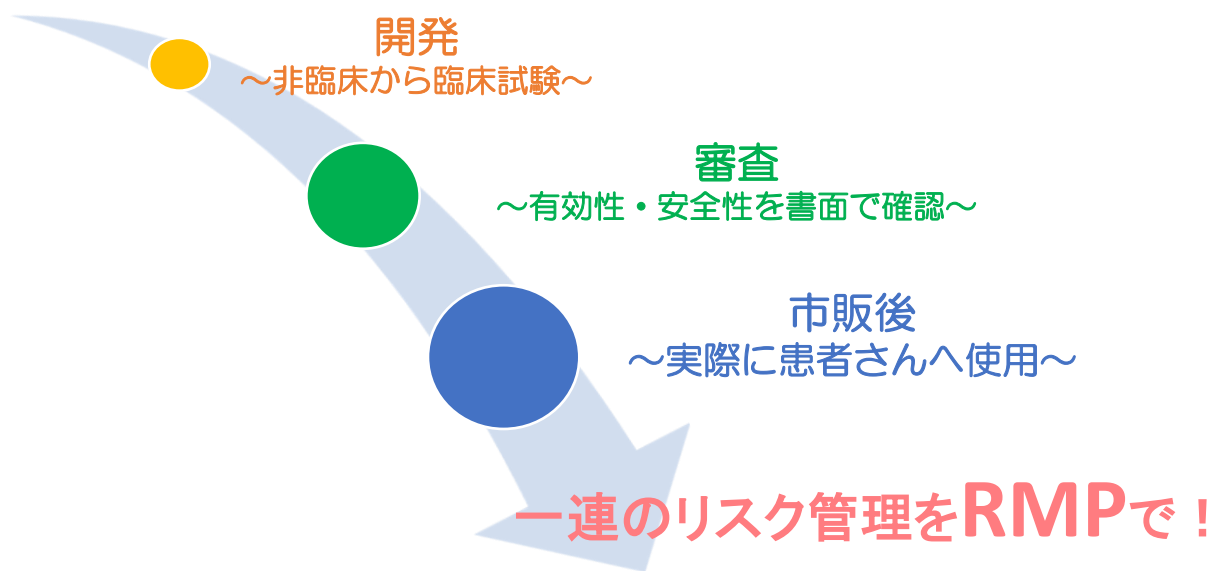 開発
～非臨床から臨床試験～
審査
～有効性・安全性を書面で確認～
市販後
～実際に患者さんへ使用～
一連のリスク管理をRMPで！